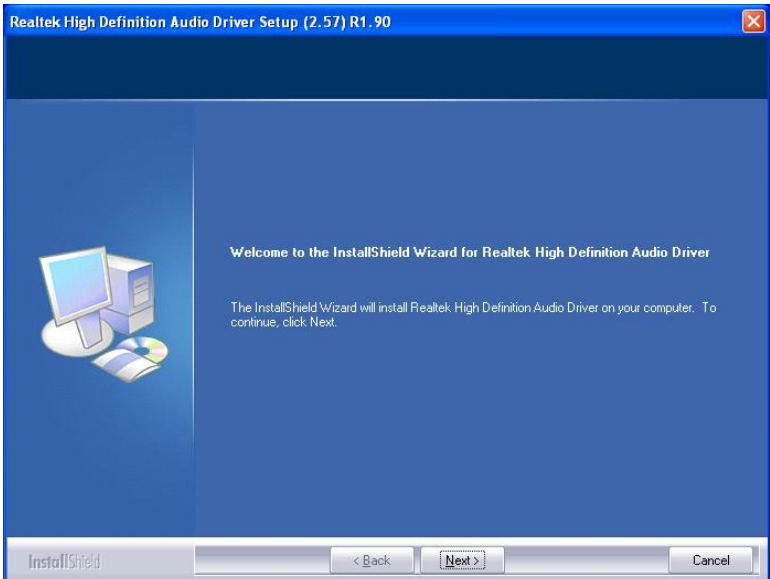 Realtek High Definition Audio Driver Setup (2.57) R1.90
Welcome to the InstallShield Wizard for Realtek High Definition Audio Driver
The InstallShield Wizard will install Realtek High Definition Audio Driver on your computer. To
continue, click Next.
InstallShield
< Back
Next >
Cancel